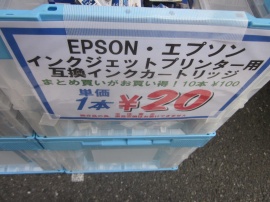 EPSON・エプソン
インクジェットプリンター用
互換インクカートリッジ
まとめ買いがお買い得！10本¥100
単価
1本 ¥20